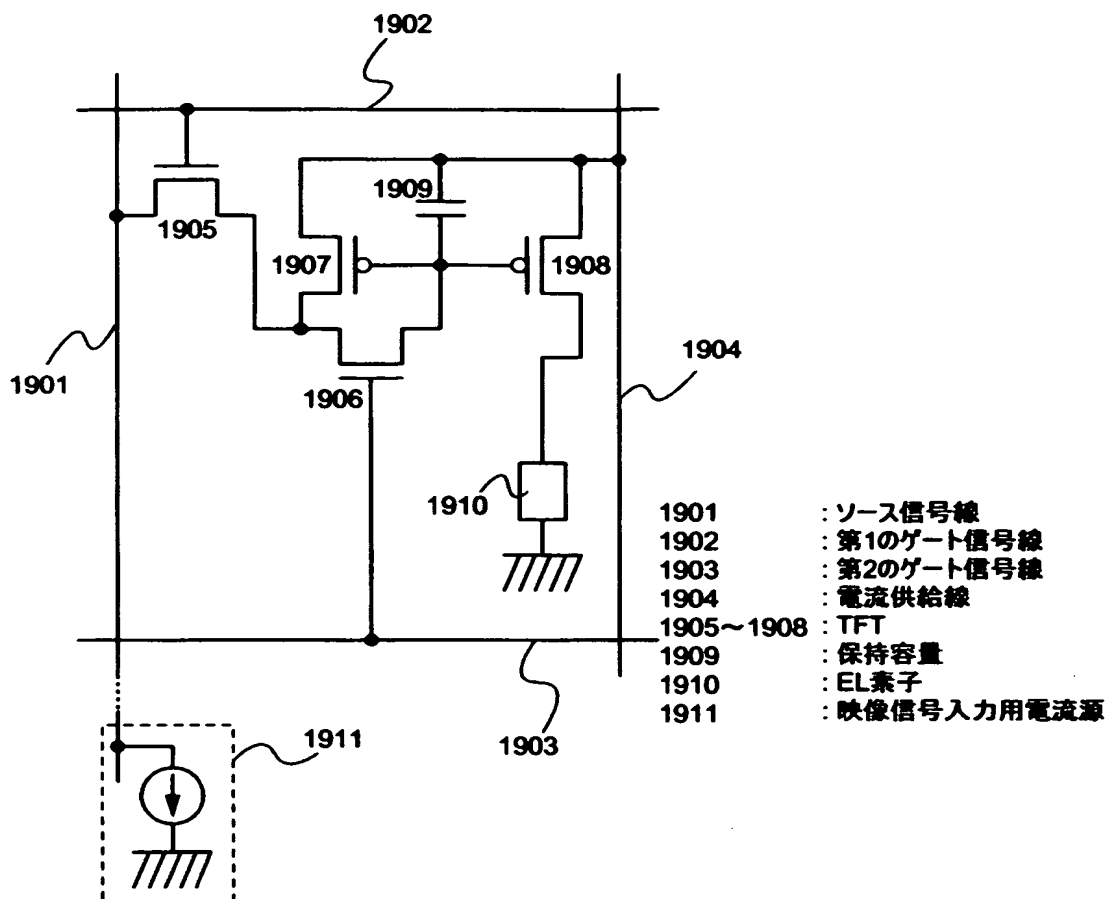 1902
1909
1905
1907
1908
1904
1901
1906
1910
1901 : ソース信号線
1902 : 第1のゲート信号線
1903 : 第2のゲート信号線
1904 : 電流供給線
1905～1908 : TFT
1909 : 保持容量
1910 : EL素子
1911 : 映像信号入力用電流源
1911
1903